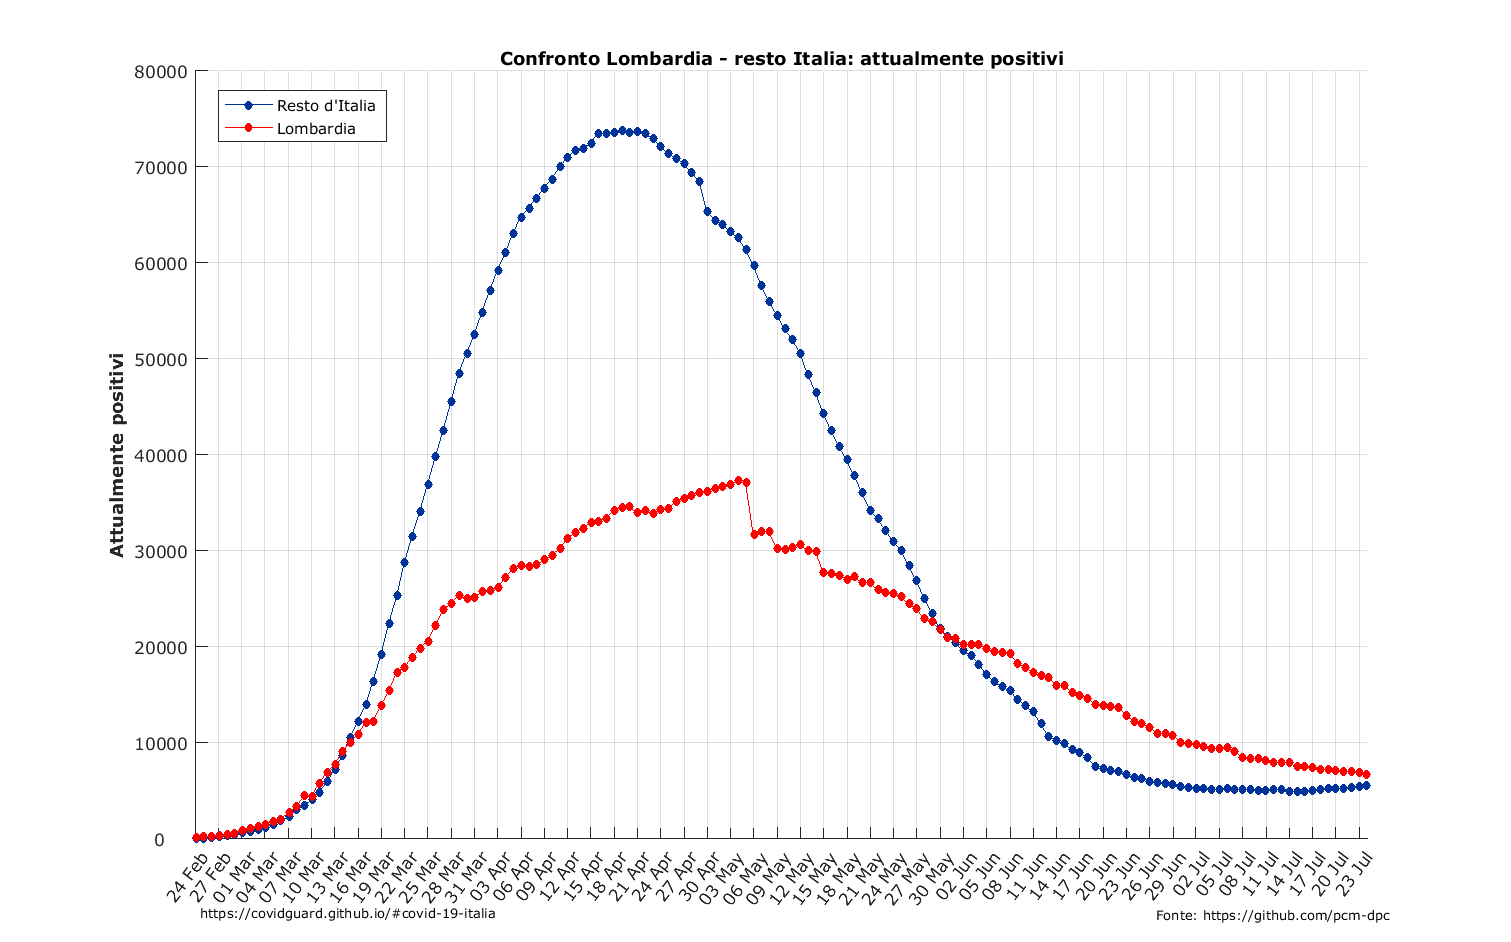 Confronto Lombardia - resto Italia: attualmente positivi
Resto d'Italia
Lombardia
Attualmente positivi
80000
70000
60000
50000
40000
30000
20000
10000
0
24 Feb
27 Feb
01 Mar
04 Mar
07 Mar
10 Mar
13 Mar
16 Mar
19 Mar
22 Mar
25 Mar
28 Mar
31 Mar
03 Apr
06 Apr
09 Apr
12 Apr
15 Apr
18 Apr
21 Apr
24 Apr
27 Apr
30 Apr
03 May
06 May
09 May
12 May
15 May
18 May
21 May
24 May
27 May
30 May
02 Jun
05 Jun
08 Jun
11 Jun
14 Jun
17 Jun
20 Jun
23 Jun
26 Jun
29 Jun
02 Jul
05 Jul
08 Jul
11 Jul
14 Jul
17 Jul
20 Jul
23 Jul
https://covidguard.github.io/#covid-19-italia
Fonte: https://github.com/pcm-dpc